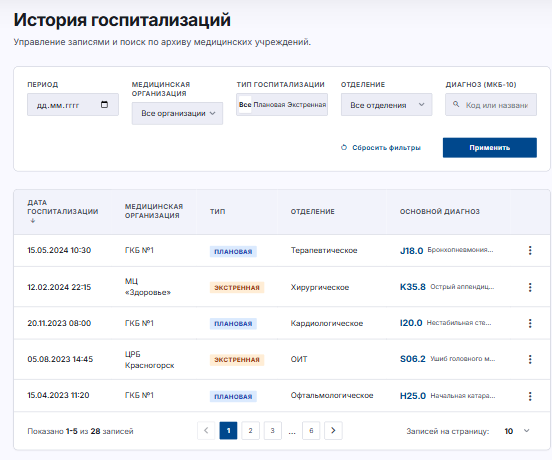 История госпитализаций
Управление записями и поиск по архиву медицинских учреждений.
ПЕРИОД
дд.мм.гггг
МЕДИЦИНСКАЯ
ОРГАНИЗАЦИЯ
Все организации
ТИП ГОСПИТАЛИЗАЦИИ
Все Плановая Экстренная
ОТДЕЛЕНИЕ
Все отделения
ДИАГНОЗ (МКБ-10)
Код или названи
Сбросить фильтры
Применить
ДАТА
ГОСПИТАЛИЗАЦИИ
↓
МЕДИЦИНСКАЯ
ОРГАНИЗАЦИЯ
ТИП
ОТДЕЛЕНИЕ
ОСНОВНОЙ ДИАГНОЗ
15.05.2024 10:30
ГКБ №1
ПЛАНОВАЯ
Терапевтическое
J18.0 Бронхопневмония...
12.02.2024 22:15
МЦ
«Здоровье»
ЭКСТРЕННАЯ
Хирургическое
K35.8 Острый аппендиц...
20.11.2023 08:00
ГКБ №1
ПЛАНОВАЯ
Кардиологическое
I20.0 Нестабильная сте...
05.08.2023 14:45
ЦРБ
Красногорск
ЭКСТРЕННАЯ
ОИТ
S06.2 Ушиб головного м...
15.04.2023 11:20
ГКБ №1
ПЛАНОВАЯ
Офтальмологическое
H25.0 Начальная катара...
Показано 1-5 из 28 записей
1 2 3 ... 6
Записей на страницу: 10